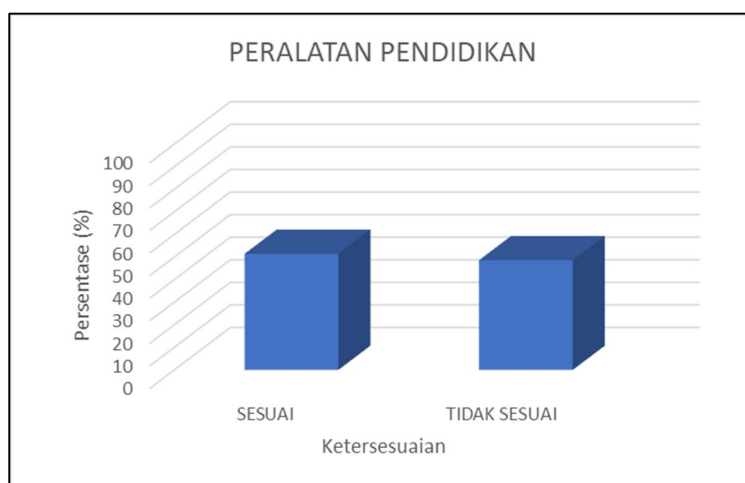 PERALATAN PENDIDIKAN
Persentase (%)
100
90
80
70
60
50
40
30
20
10
0
SESUAI
TIDAK SESUAI
Ketersesuaian